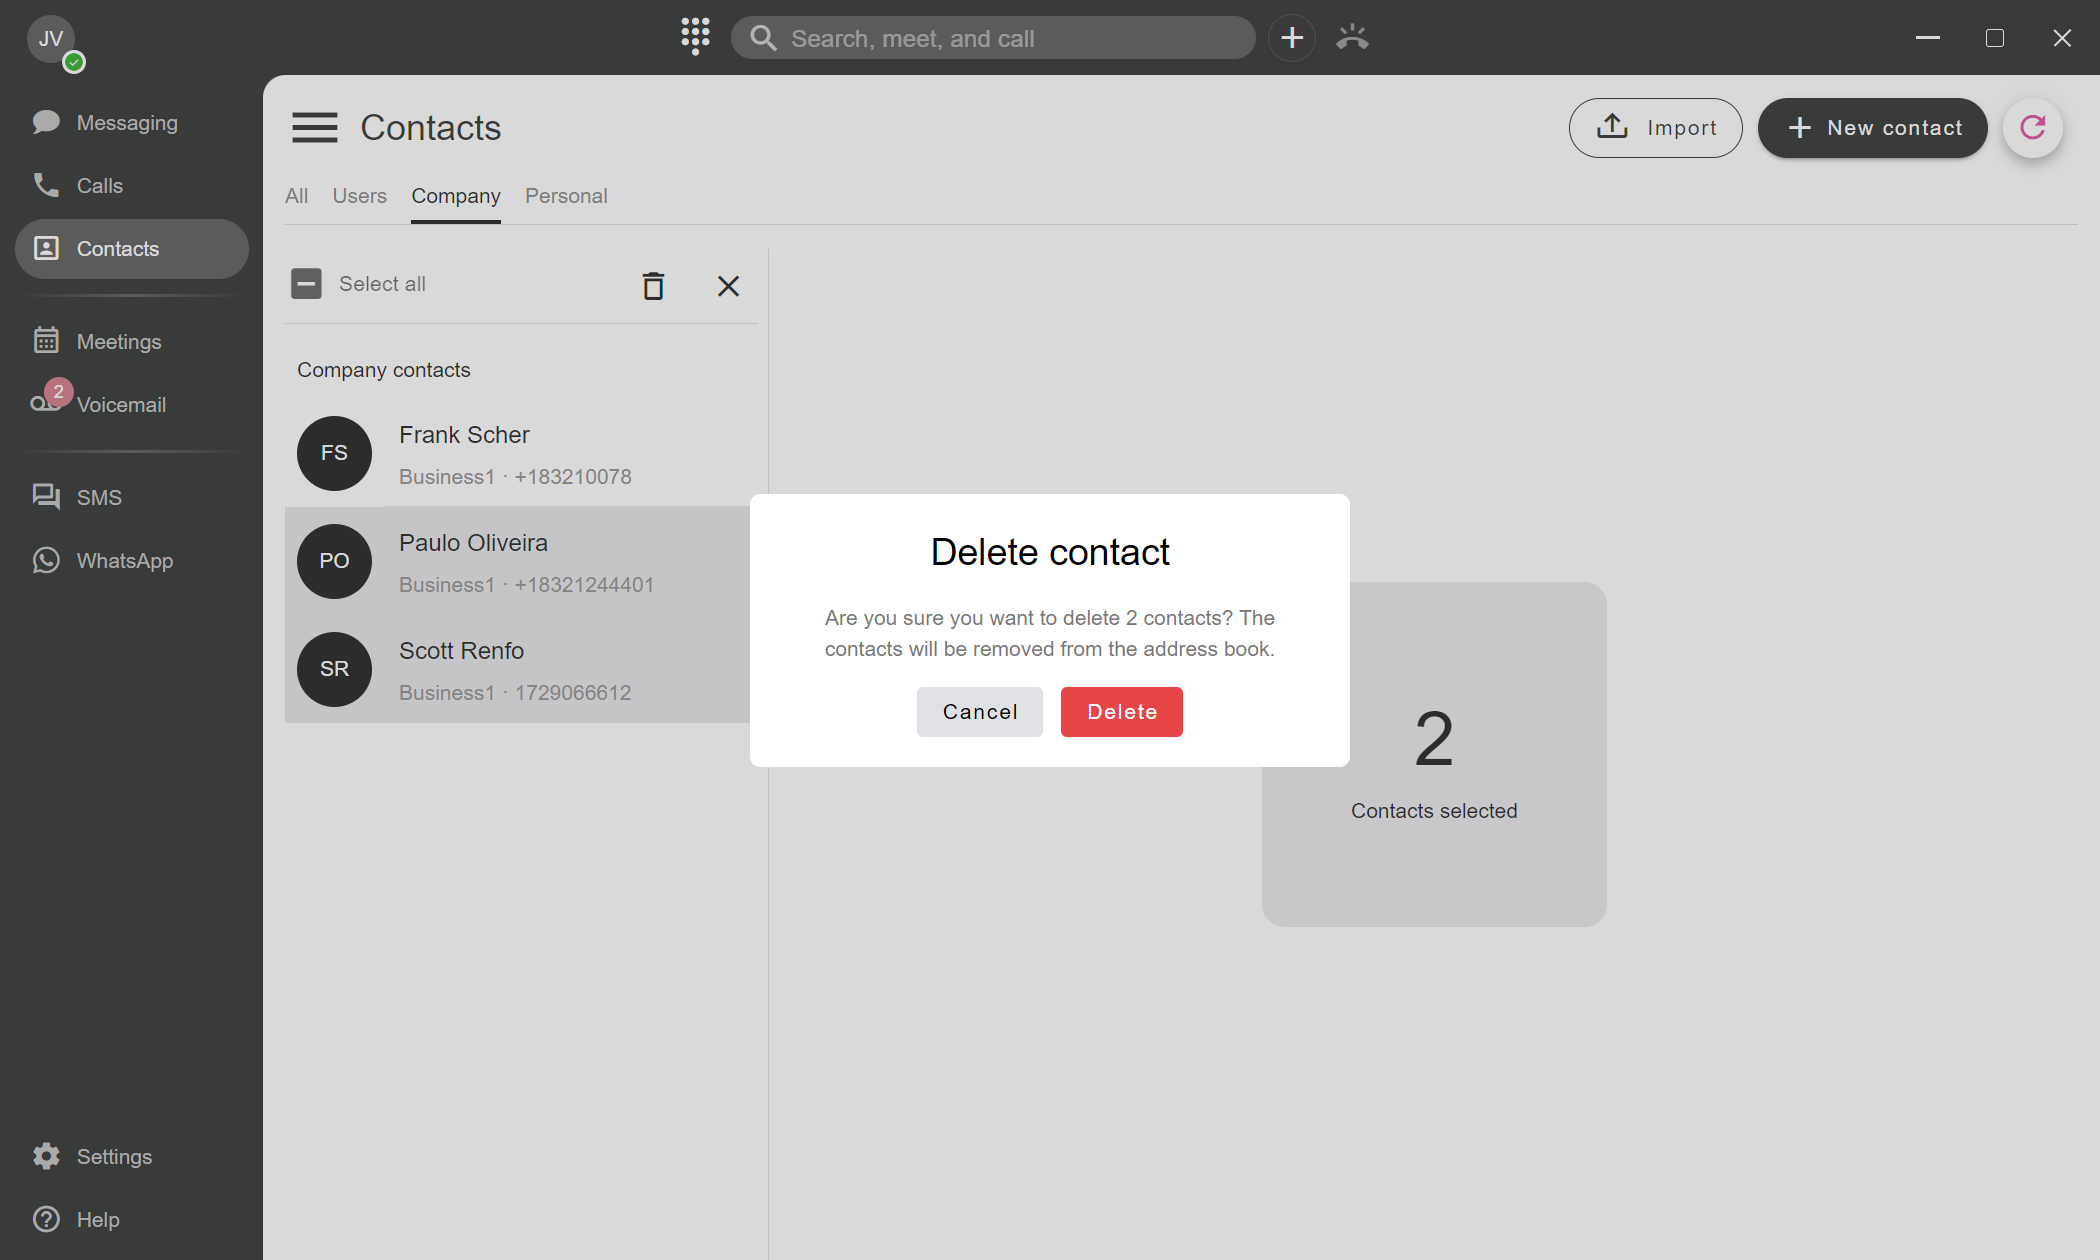 JV
Search, meet, and call
Messaging
Calls
Contacts
Meetings
2
Voicemail
SMS
WhatsApp
Settings
Help
Contacts
Import
New contact
All
Users
Company
Personal
Select all
Company contacts
FS
Frank Scher
Business1 · +183210078
PO
Paulo Oliveira
Business1 · +18321244401
SR
Scott Renfo
Business1 · 1729066612
Delete contact
Are you sure you want to delete 2 contacts? The
contacts will be removed from the address book.
Cancel
Delete
2
Contacts selected